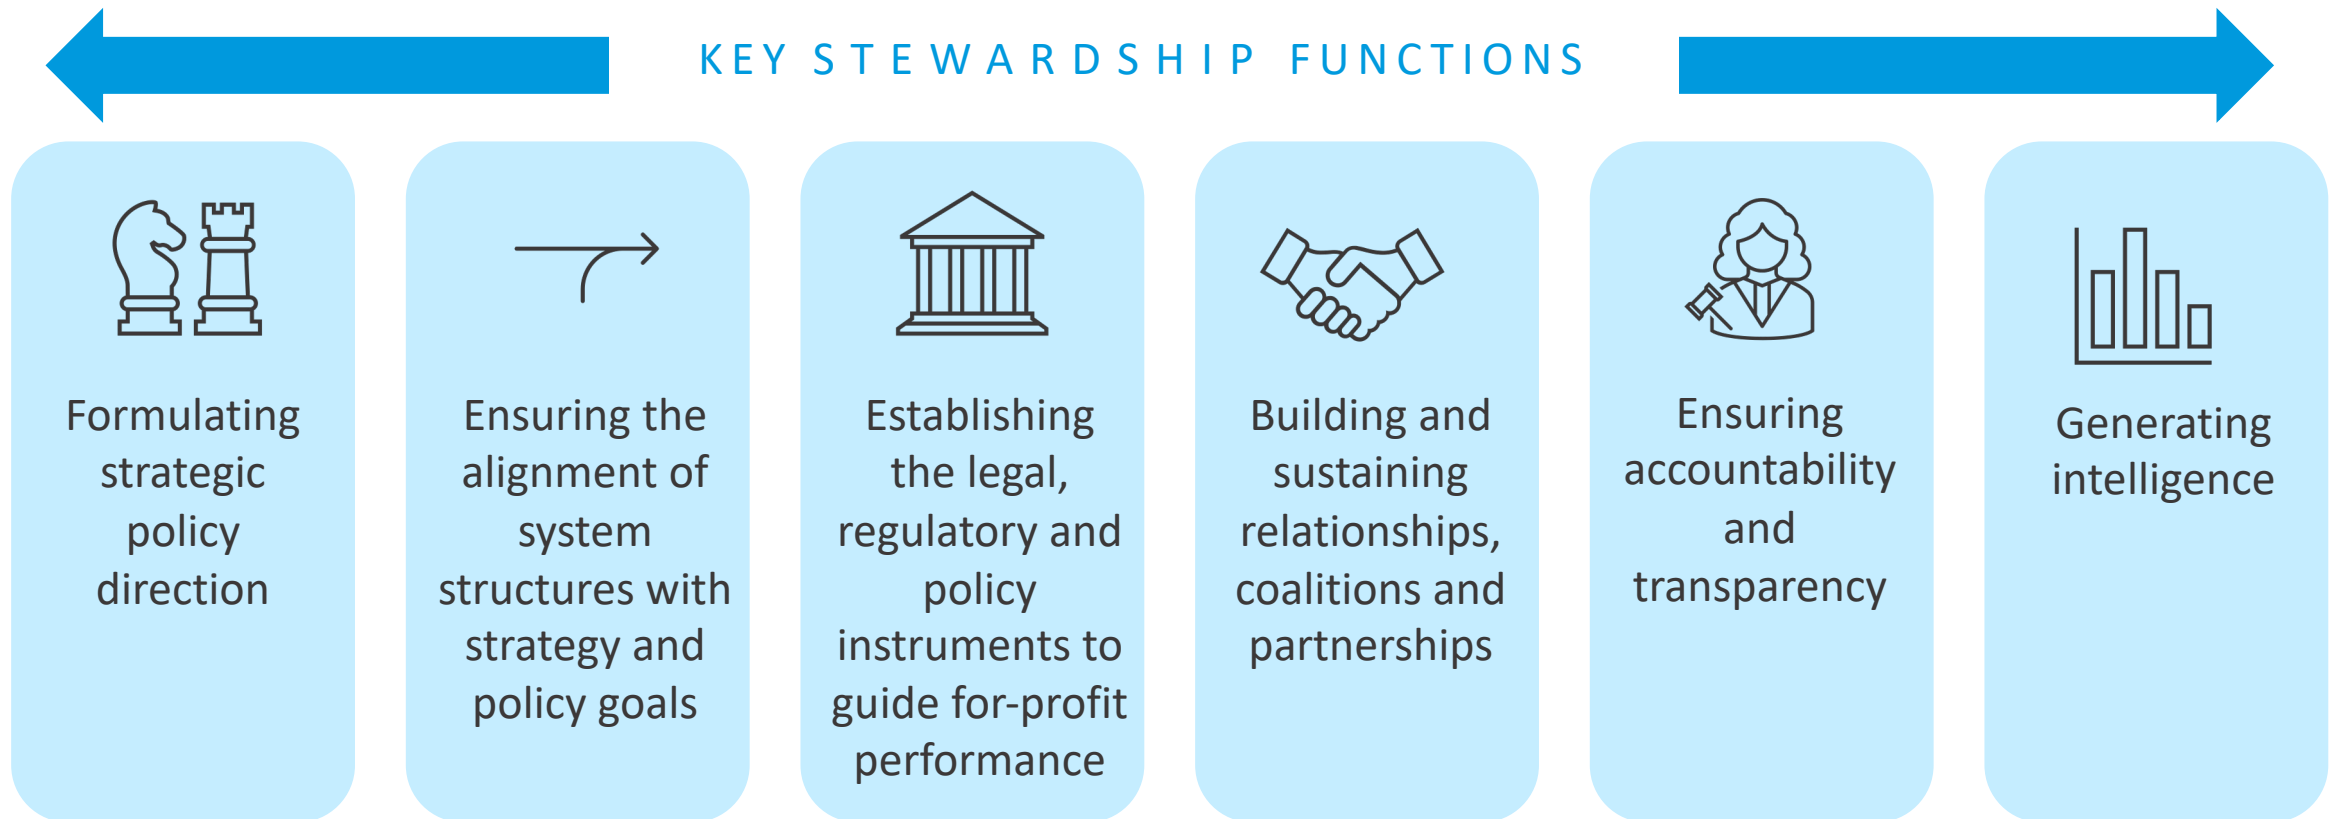 KEY STEWARDSHIP FUNCTIONS
Formulating
strategic
policy
direction
Ensuring the
alignment of
system
structures with
strategy and
policy goals
Establishing
the legal,
regulatory and
policy
instruments to
guide for-profit
performance
Building and
sustaining
relationships,
coalitions and
partnerships
Ensuring
accountability
and
transparency
Generating
intelligence